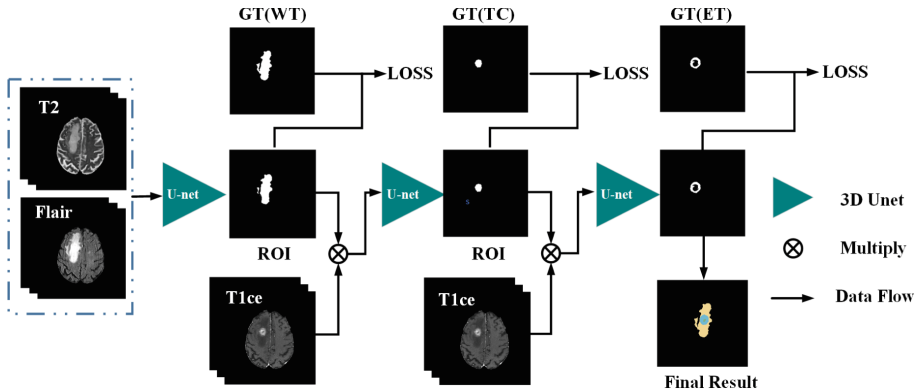 GT(WT)
GT(TC)
GT(ET)
LOSS
LOSS
LOSS
T2
Flair
U-net
U-net
U-net
s
ROI
ROI
T1ce
T1ce
3D Unet
Multiply
Data Flow
Final Result